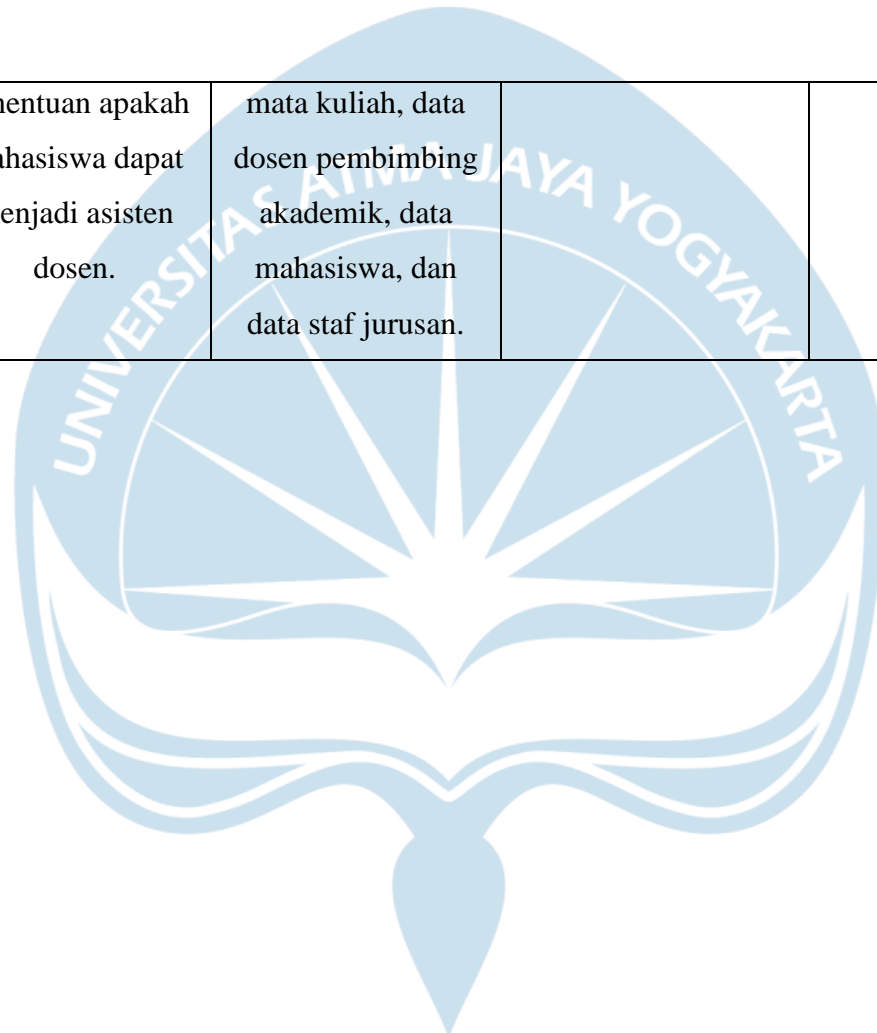 nentuan apakah
ahasiswa dapat
enjadi asisten
dosen.
mata kuliah, data
dosen pembimbing
akademik, data
mahasiswa, dan
data staf jurusan.
UNIVERSITAS ATMA JAYA YOGYAKARTA